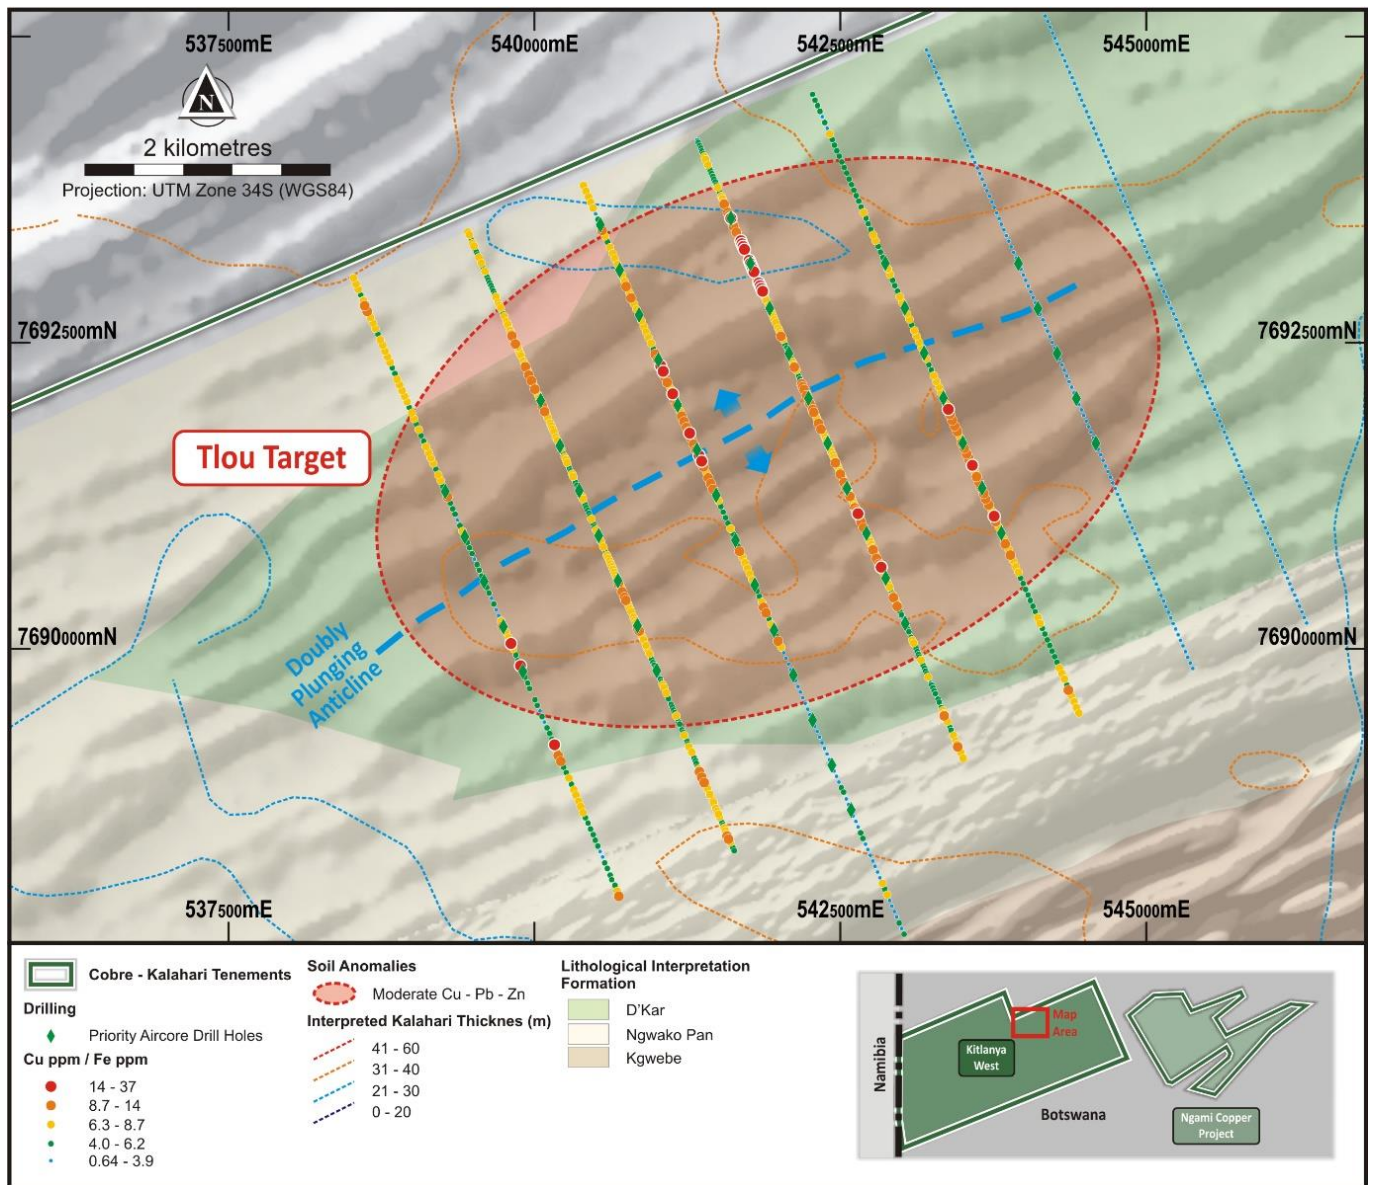 537500mE 540000mE 542500mE 545000mE
N
2 kilometres
Projection: UTM Zone 34S (WGS84)
7692500mN 7692500mN
Tlou Target
7690000mN 7690000mN
Doubly
Plunging
Anticline
537500mE 542500mE 545000mE
Cobre - Kalahari Tenements
Drilling
Priority Aircore Drill Holes
Cu ppm / Fe ppm
14 - 37
8.7 - 14
6.3 - 8.7
4.0 - 6.2
0.64 - 3.9
Soil Anomalies
Moderate Cu - Pb - Zn
Interpreted Kalahari Thicknes (m)
41 - 60
31 - 40
21 - 30
0 - 20
Lithological Interpretation
Formation
D'Kar
Ngwako Pan
Kgwebe
Namibia
Kitlanya
West
Map
Area
Botswana
Ngami Copper
Project